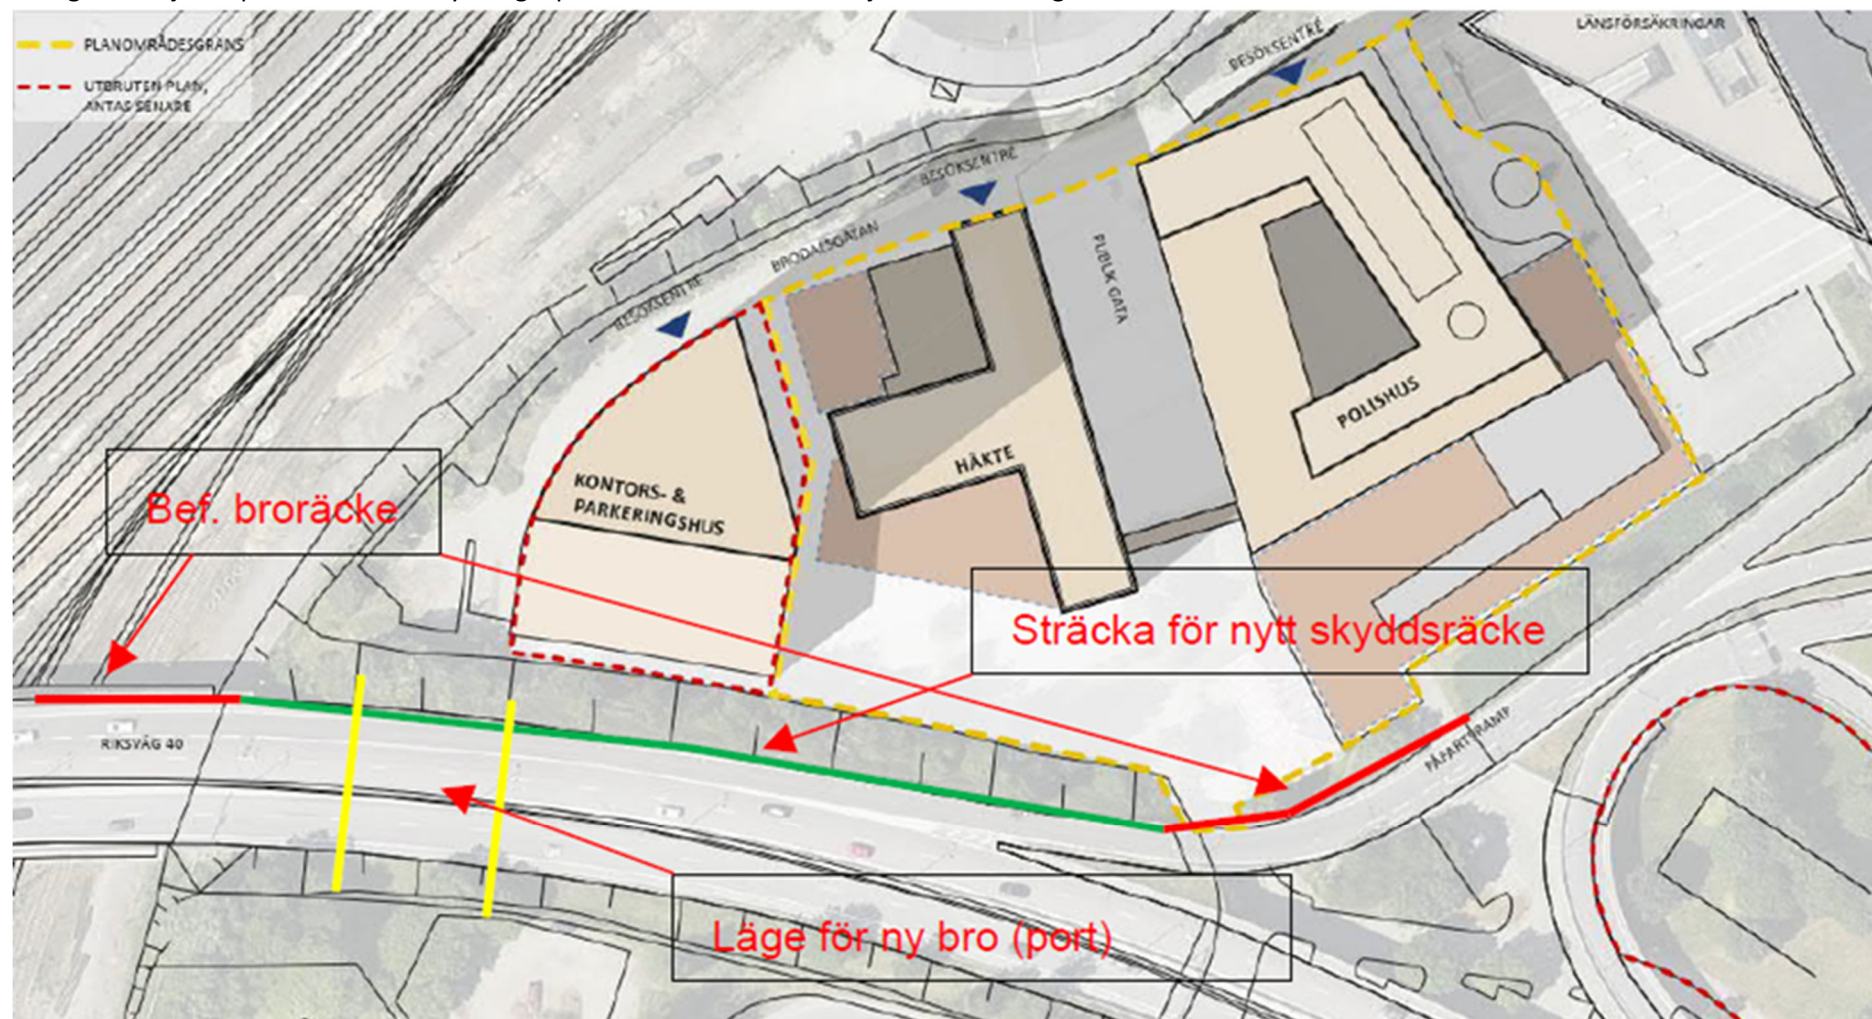 PLANOMRÅDESGRÄNS
UTBRUTEN PLAN,
ANTAS SENARE
LÄNSFÖRSÄKRINGAR
BESÖKSENTRÉ
BESÖKSENTRÉ
BRODALSGATAN
BESÖKSENTRÉ
PUBLIK GATA
POLISHUS
HÄKTE
KONTORS- &
PARKERINGSHUS
Bef. broräcke
Sträcka för nytt skyddsräcke
RIKSVÄG 40
PÅFARTSRAMP
Läge för ny bro (port)